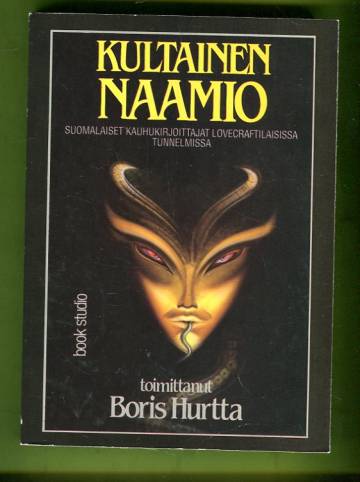 KULTAINEN
NAAMIO
SUOMALAISET KAUHUKIRJOITTAJAT LOVECRAFTILAISISSA
TUNNELMISSA
book studio
toimittanut
Boris Hurtta